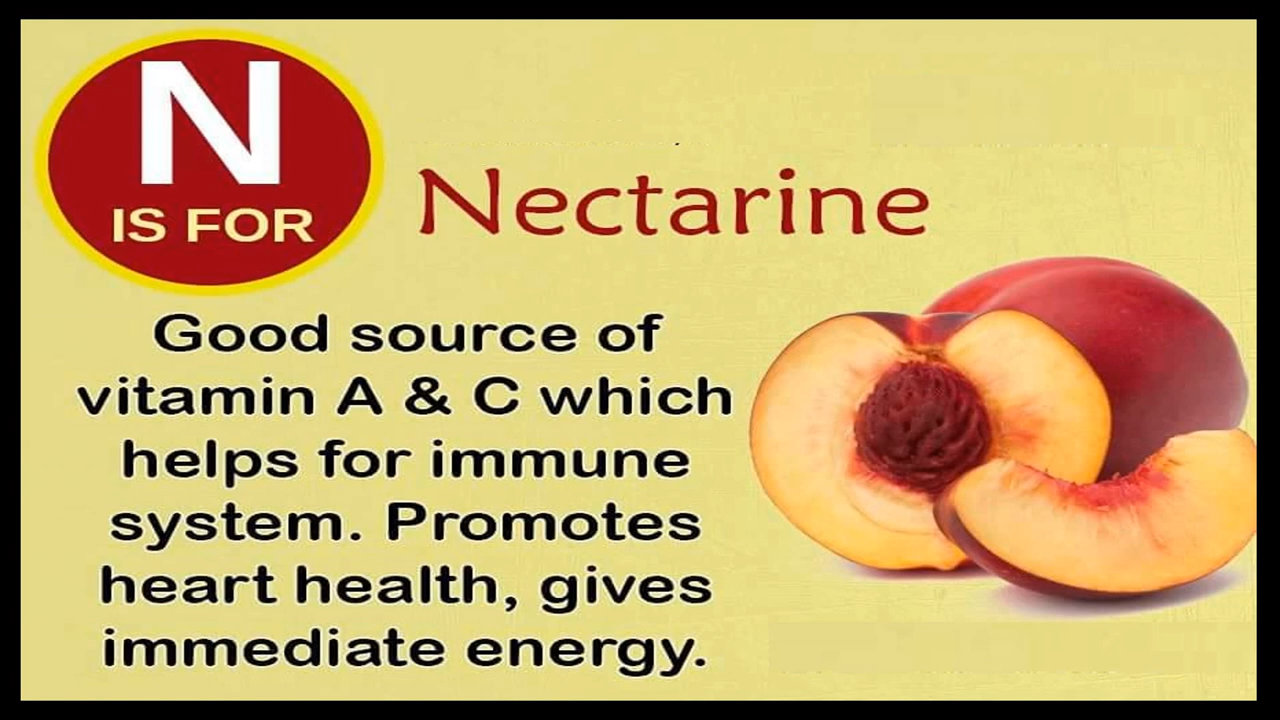 N
IS FOR
Nectarine
Good source of
vitamin A & C which
helps for immune
system. Promotes
heart health, gives
immediate energy.